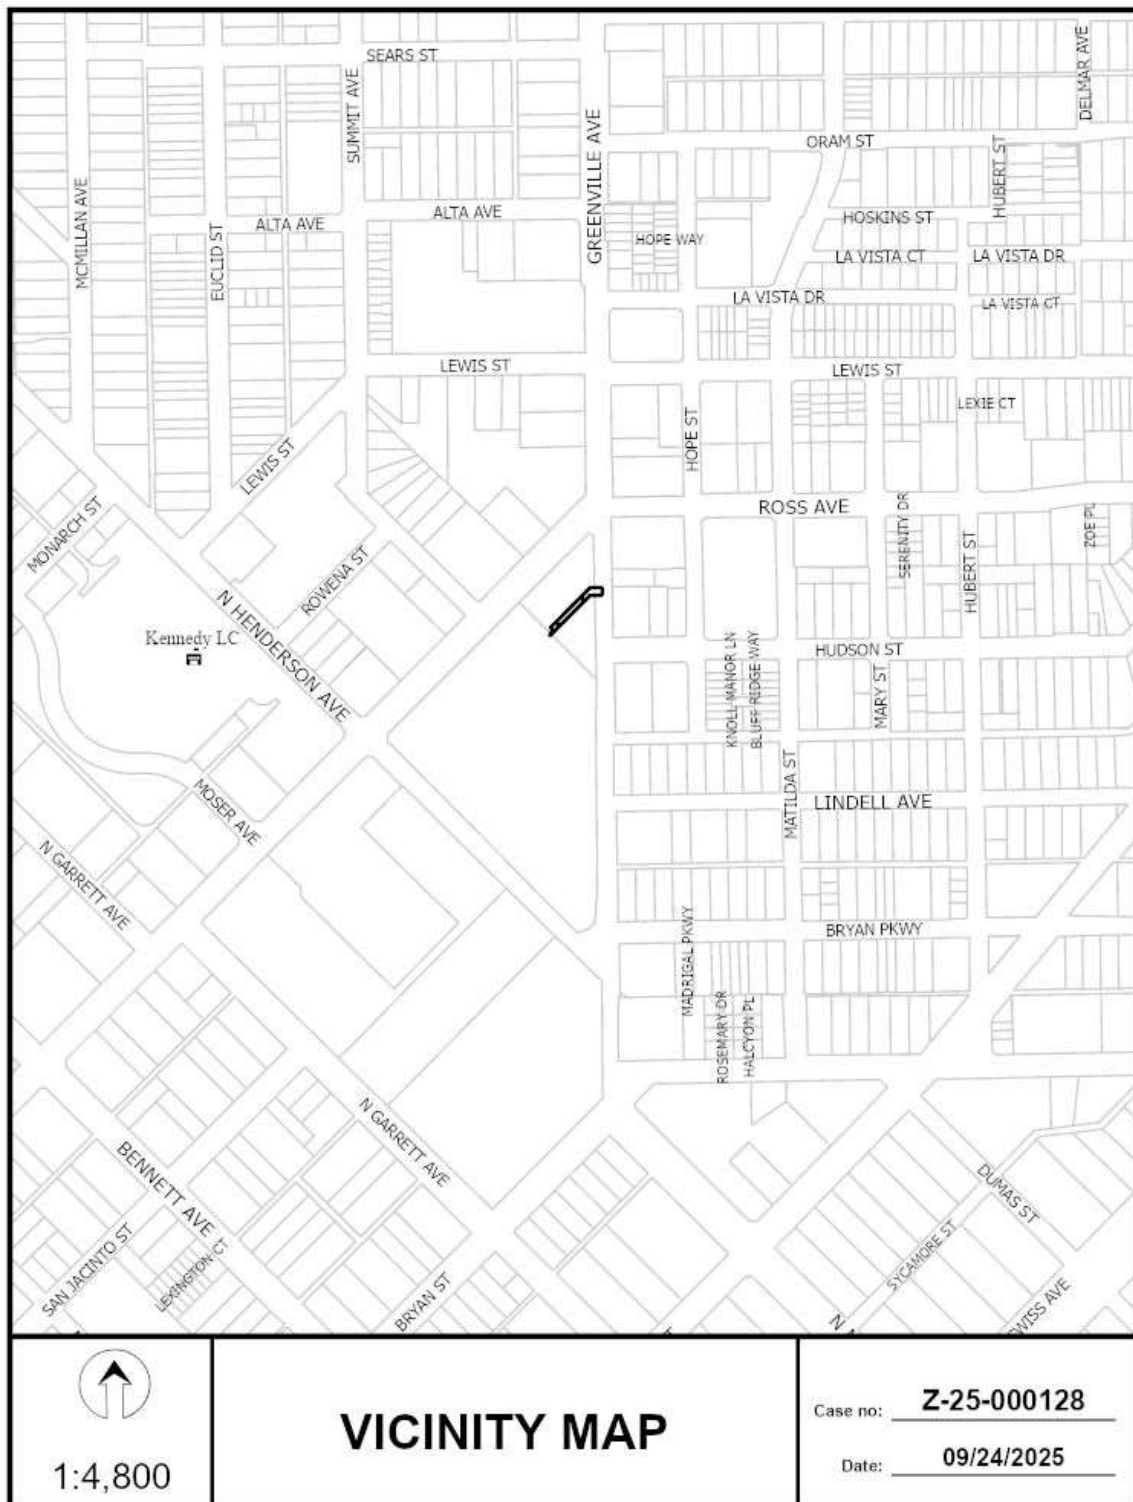 SEARS ST
SUMMIT AVE
GREENVILLE AVE
DELMAR AVE
ORAM ST
HUBERT ST
MCMILLAN AVE
EUCLID ST
ALTA AVE
ALTA AVE
HOPE WAY
HOSKINS ST
LA VISTA CT
LA VISTA DR
LA VISTA DR
LA VISTA CT
LEWIS ST
LEWIS ST
LEXIE CT
HOPE ST
LEWIS ST
MONARCH ST
ROSS AVE
SERENITY DR
HUBERT ST
ZOE PL
ROWENA ST
N HENDERSON AVE
Kennedy LC
HUDSON ST
KNOLL MANOR LN
BLUFF RIDGE WAY
MARY ST
MOSER AVE
MATILDA ST
LINDELL AVE
N GARRETT AVE
BRYAN PKWY
MADRIGAL PKWY
ROSEMARY DR
HALCYON PL
N GARRETT AVE
BENNETT AVE
DUMAS ST
SAN JACINTO ST
LEXINGTON CT
BRYAN ST
SYCAMORE ST
WISS AVE
1:4,800
VICINITY MAP
Case no: Z-25-000128
Date: 09/24/2025